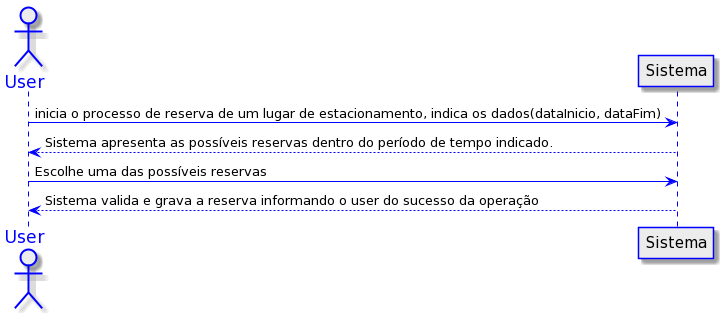 User
Sistema
inicia o processo de reserva de um lugar de estacionamento, indica os dados(dataInicio, dataFim)
Sistema apresenta as possíveis reservas dentro do período de tempo indicado.
Escolhe uma das possíveis reservas
Sistema valida e grava a reserva informando o user do sucesso da operação
User
Sistema